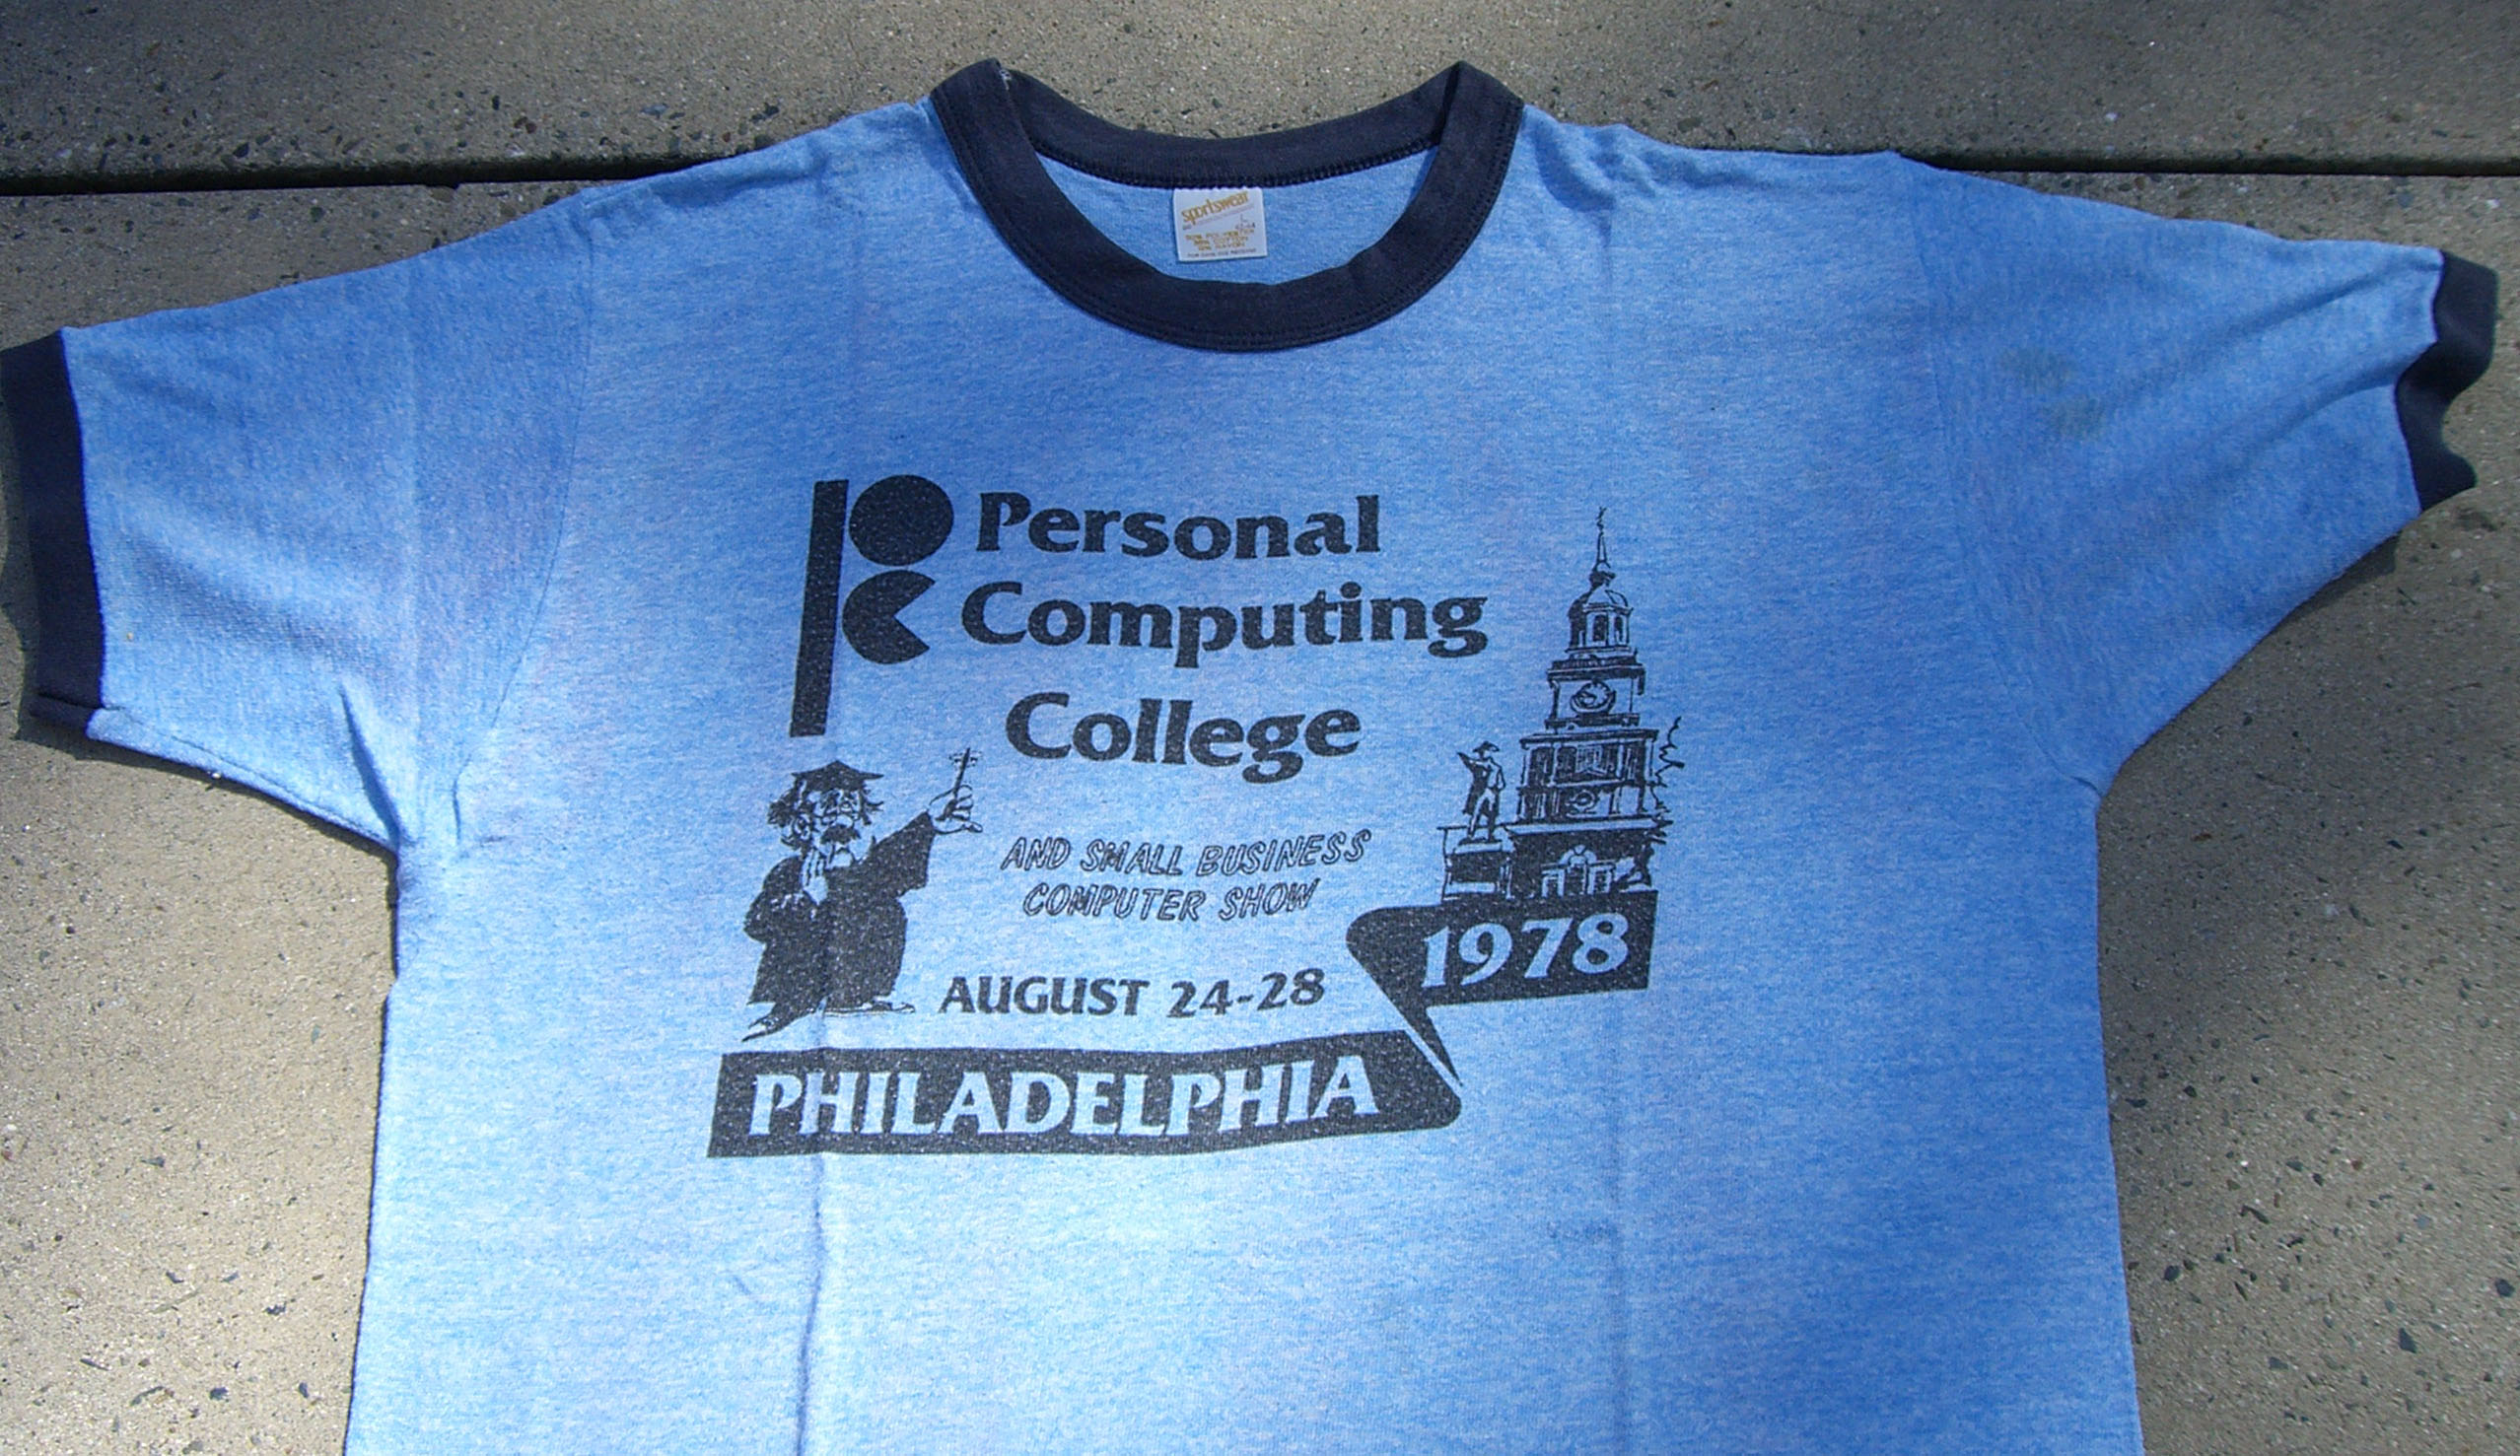 sportswear
L
Personal
Computing
College
AND SMALL BUSINESS
COMPUTER SHOW
AUGUST 24-28
1978
PHILADELPHIA